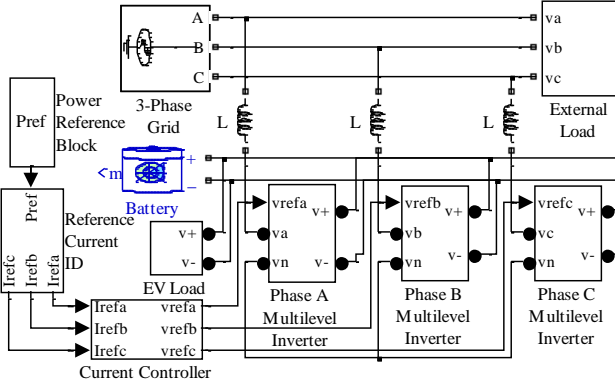 A
B
C
3-Phase
Grid
va
vb
vc
External
Load
Pref
Power
Reference
Block
L
L
L
<m
+
−
Battery
Pref
Irefc
Irefb
Irefa
Reference
Current
ID
v+
v-
EV Load
vrefa
va
vn
v+
v-
Phase A
Multilevel
Inverter
vrefb
vb
vn
v+
v-
Phase B
Multilevel
Inverter
vrefc
vc
vn
v+
v-
Phase C
Multilevel
Inverter
Irefa
Irefb
Irefc
vrefa
vrefb
vrefc
Current Controller